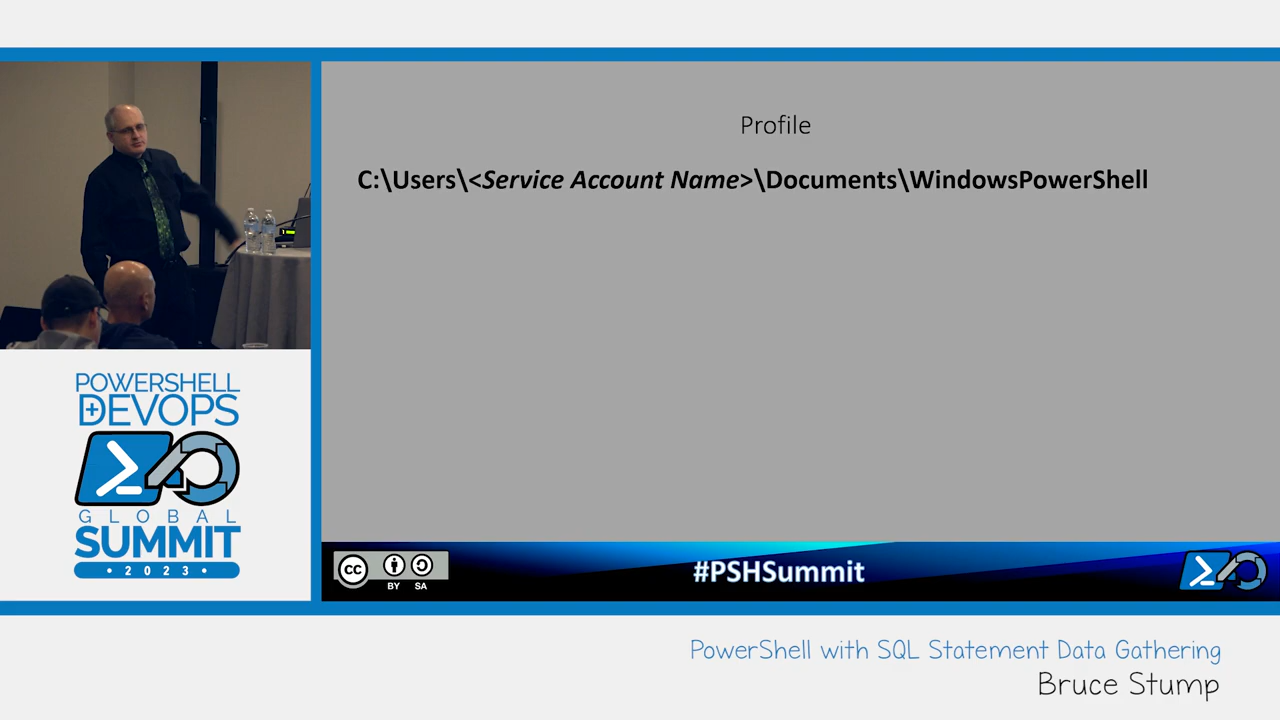 Profile
C:\Users\<Service Account Name>\Documents\WindowsPowerShell
POWERSHELL
+DEVOPS
GLOBAL
SUMMIT
•2023•
cc
BY SA
#PSHSummit
PowerShell with SQL Statement Data Gathering
Bruce Stump